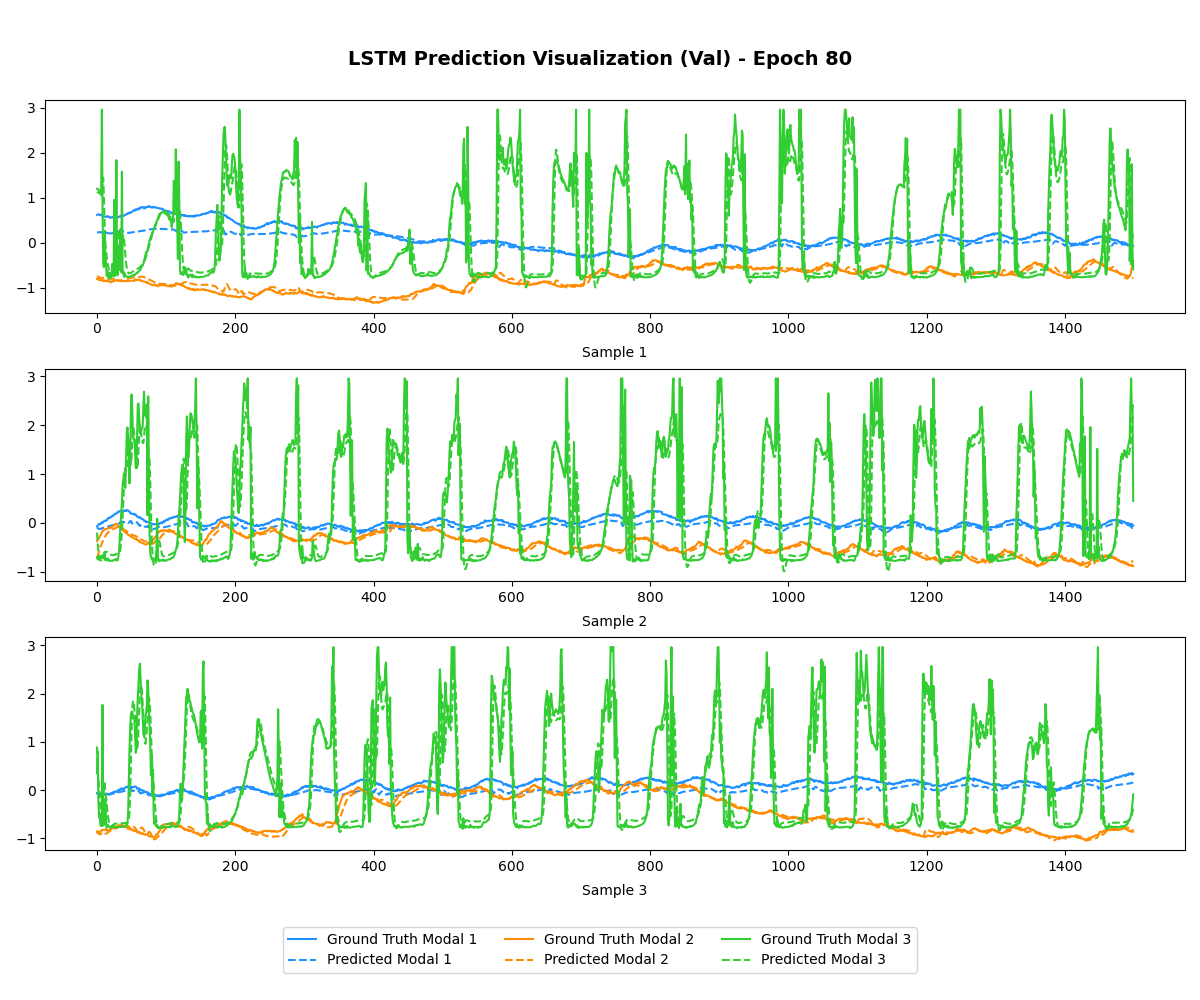 LSTM Prediction Visualization (Val) - Epoch 80
3
2
1
0
−1
0 200 400 600 800 1000 1200 1400
Sample 1
3
2
1
0
−1
0 200 400 600 800 1000 1200 1400
Sample 2
3
2
1
0
−1
0 200 400 600 800 1000 1200 1400
Sample 3
Ground Truth Modal 1 Ground Truth Modal 2 Ground Truth Modal 3
Predicted Modal 1 Predicted Modal 2 Predicted Modal 3